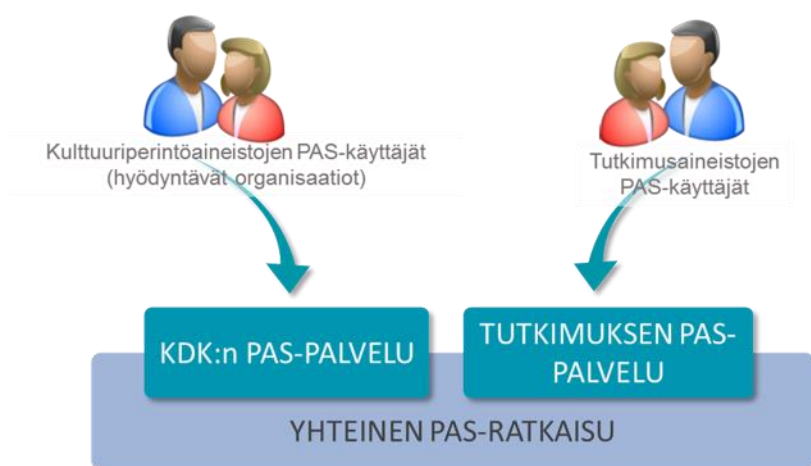 Kulttuuriperintöaineistojen PAS-käyttäjät
(hyödyntävät organisaatiot)
Tutkimusaineistojen
PAS-käyttäjät
KDK:n PAS-PALVELU
TUTKIMUKSEN PAS-
PALVELU
YHTEINEN PAS-RATKAISU